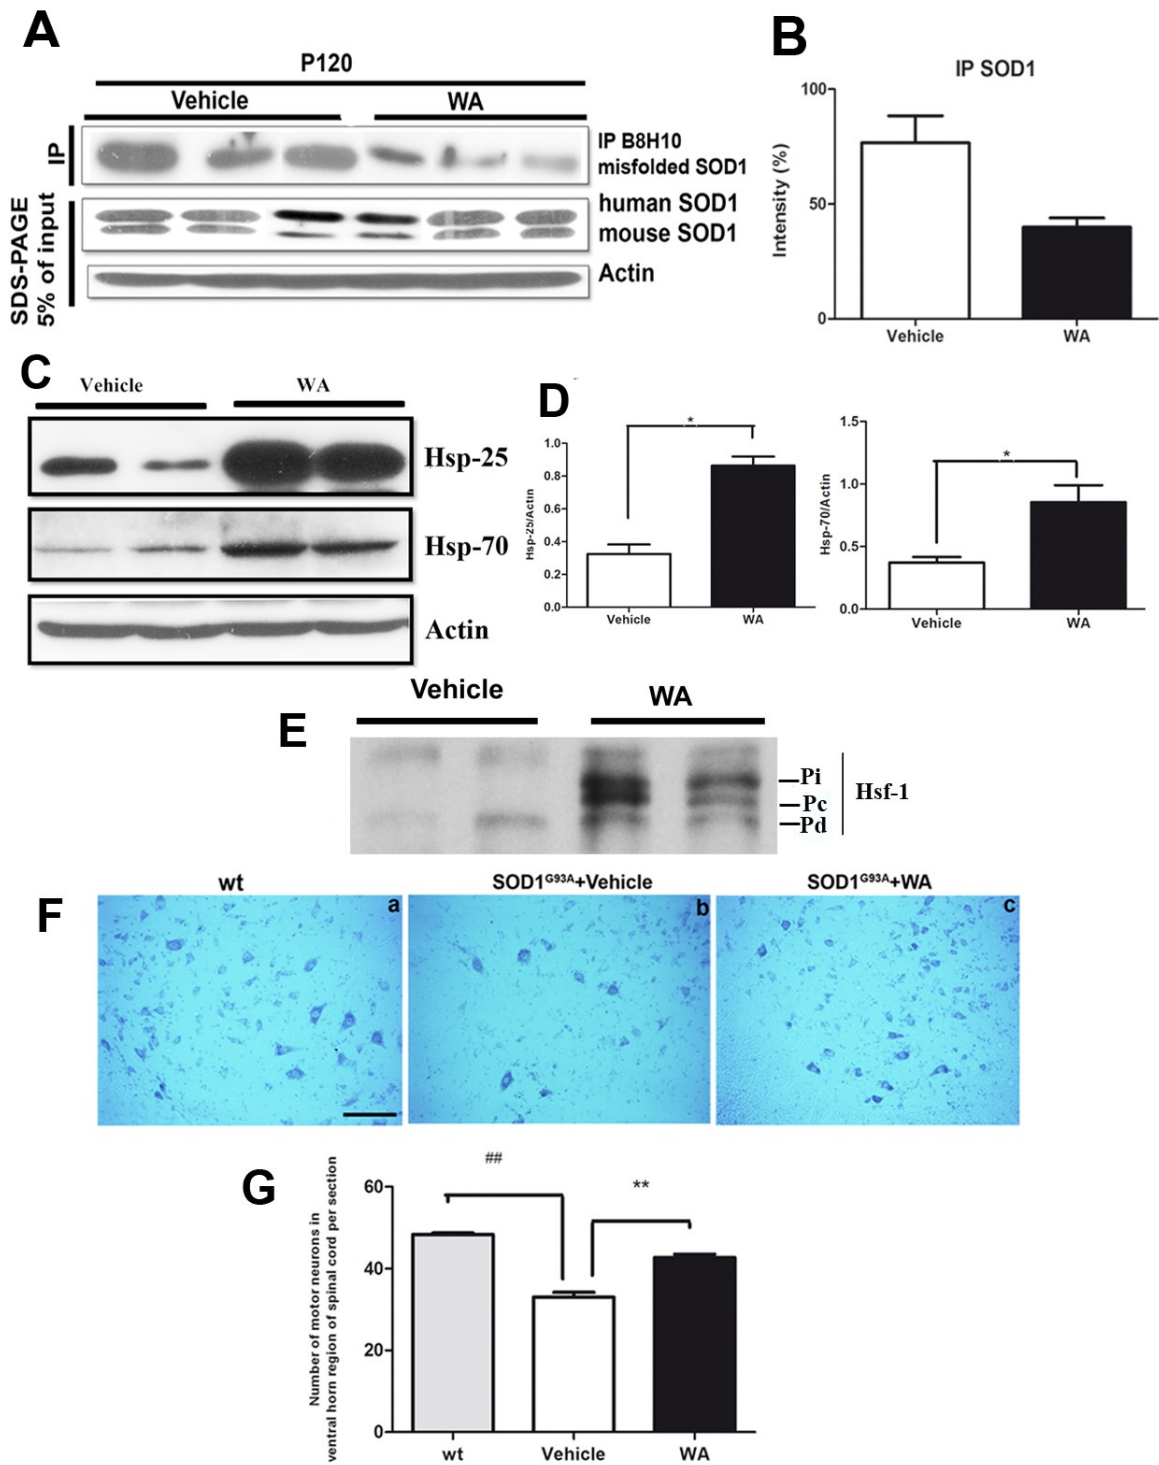 A
P120
Vehicle
WA
IP
IP B8H10
misfolded SOD1
SDS-PAGE
5% of input
human SOD1
mouse SOD1
Actin
B
IP SOD1
Intensity (%)
100
50
0
Vehicle
WA
C
Vehicle
WA
Hsp-25
Hsp-70
Actin
D
*
Hsp-25/Actin
1.0
0.8
0.6
0.4
0.2
0.0
Vehicle
WA
*
Hsp-70/Actin
1.5
1.0
0.5
0.0
Vehicle
WA
E
Vehicle
WA
Pi
Pc
Pd
Hsf-1
F
wt
SOD1G93A+Vehicle
SOD1G93A+WA
a
b
c
G
##
**
Number of motor neurons in
ventral horn region of spinal cord per section
60
40
20
0
wt
Vehicle
WA